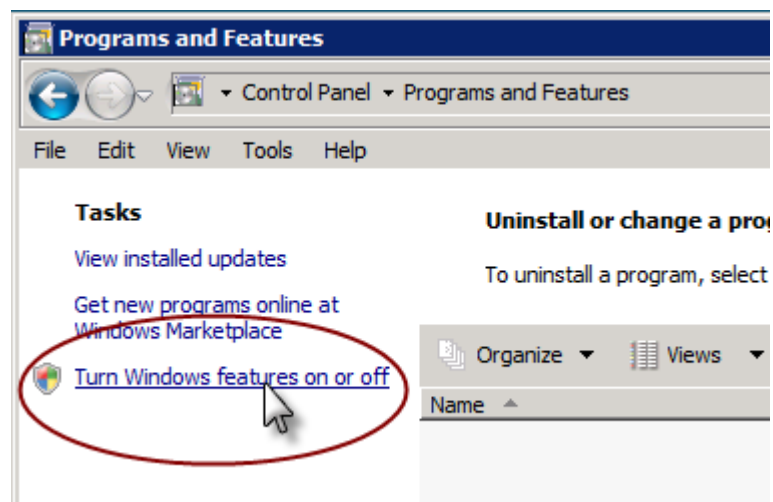 Programs and Features
Control Panel Programs and Features
File Edit View Tools Help
Tasks
View installed updates
Get new programs online at
Windows Marketplace
Turn Windows features on or off
Uninstall or change a
To uninstall a program, select
Organize Views
Name